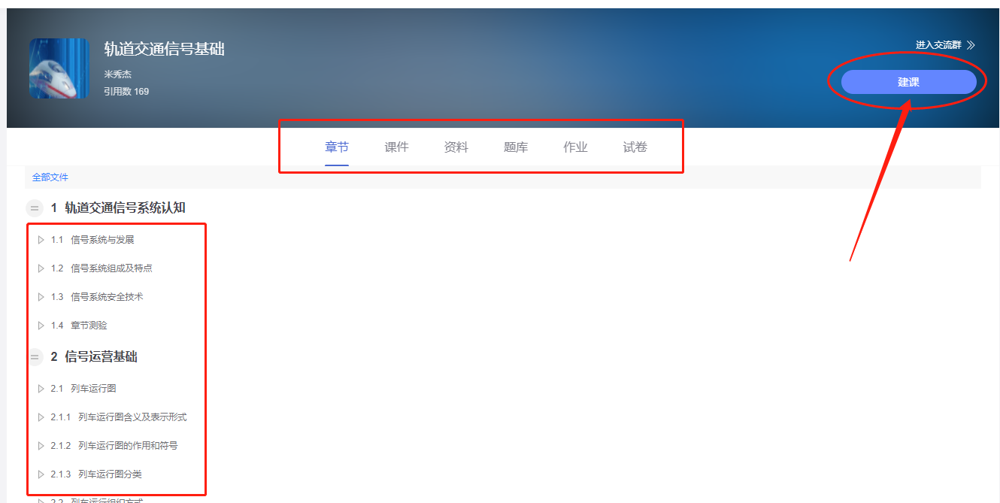 轨道交通信号基础
进入交流群
米秀杰
建课
引用数 169
章节 课件 资料 题库 作业 试卷
全部文件
1 轨道交通信号系统认知
1.1 信号系统与发展
1.2 信号系统组成及特点
1.3 信号系统安全技术
1.4 章节测验
2 信号运营基础
2.1 列车运行图
2.1.1 列车运行图含义及表示形式
2.1.2 列车运行图的作用和符号
2.1.3 列车运行图分类
2.2 列车运行组织方式